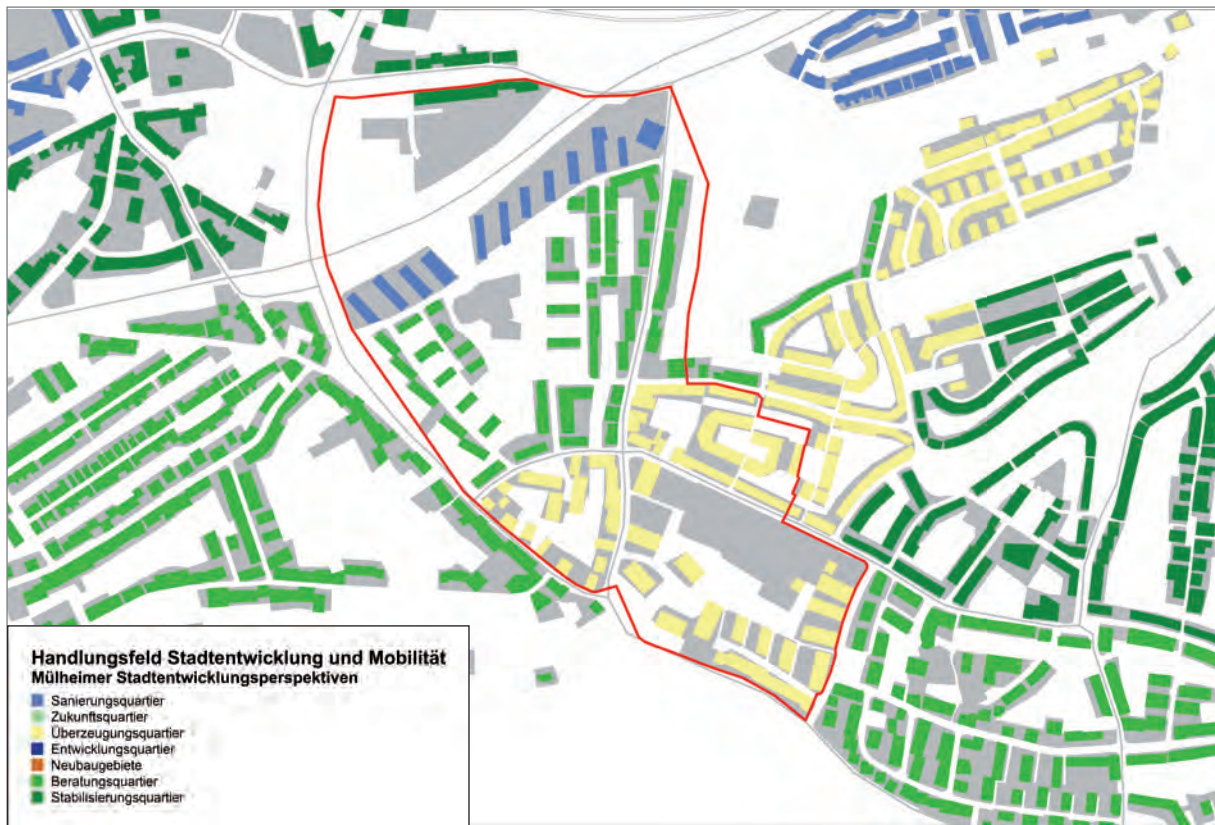 Handlungsfeld Stadtentwicklung und Mobilität
Mülheimer Stadtentwicklungsperspektiven
Sanierungsquartier
Zukunftsquartier
Überzeugungsquartier
Entwicklungsquartier
Neubaugebiete
Beratungsquartier
Stabilisierungsquartier